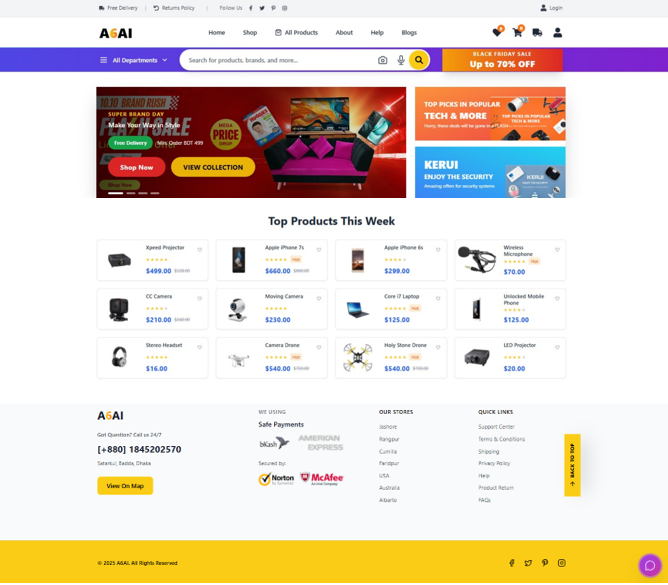 Free Delivery
Returns Policy
Follow Us
Login
A6AI
Home
Shop
All Products
About
Help
Blogs
All Departments
Search for products, brands, and more...
BLACK FRIDAY SALE
Up to 70% OFF
10.10 BRAND RUSH
SUPER BRAND DAY
Make Your Way in Style
Free Delivery
Min. Order BDT 499
MEGA
PRICE
DROP
Shop Now
VIEW COLLECTION
Shop Now
TOP PICKS IN POPULAR
TECH & MORE
Hurry, these deals will be gone in a FLASH
TOP PICKS IN POPULAR
TECH & MORE
KERUI
ENJOY THE SECURITY
Amazing offers for security systems
Top Products This Week
Xpeed Projector
$499.00
Apple iPhone 7s
$660.00
Apple iPhone 6s
$299.00
Wireless
Microphone
$70.00
CC Camera
$210.00
Moving Camera
$230.00
Core i7 Laptop
$125.00
Unlocked Mobile
Phone
$125.00
Stereo Headset
$16.00
Camera Drone
$540.00
Holy Stone Drone
$540.00
LED Projector
$20.00
A6AI
Got Question? Call us 24/7
[+880] 1845202570
Satarkul, Badda, Dhaka
View On Map
WE USING
Safe Payments
bKash
AMERICAN
EXPRESS
Secured by:
Norton
by Symantec
McAfee
OUR STORES
Jashore
Rangpur
Cumilla
Faridpur
USA
Australia
Albarto
QUICK LINKS
Support Center
Terms & Conditions
Shipping
Privacy Policy
Help
Product Return
FAQs
BACK TO TOP
© 2025 A6AI. All Rights Reserved